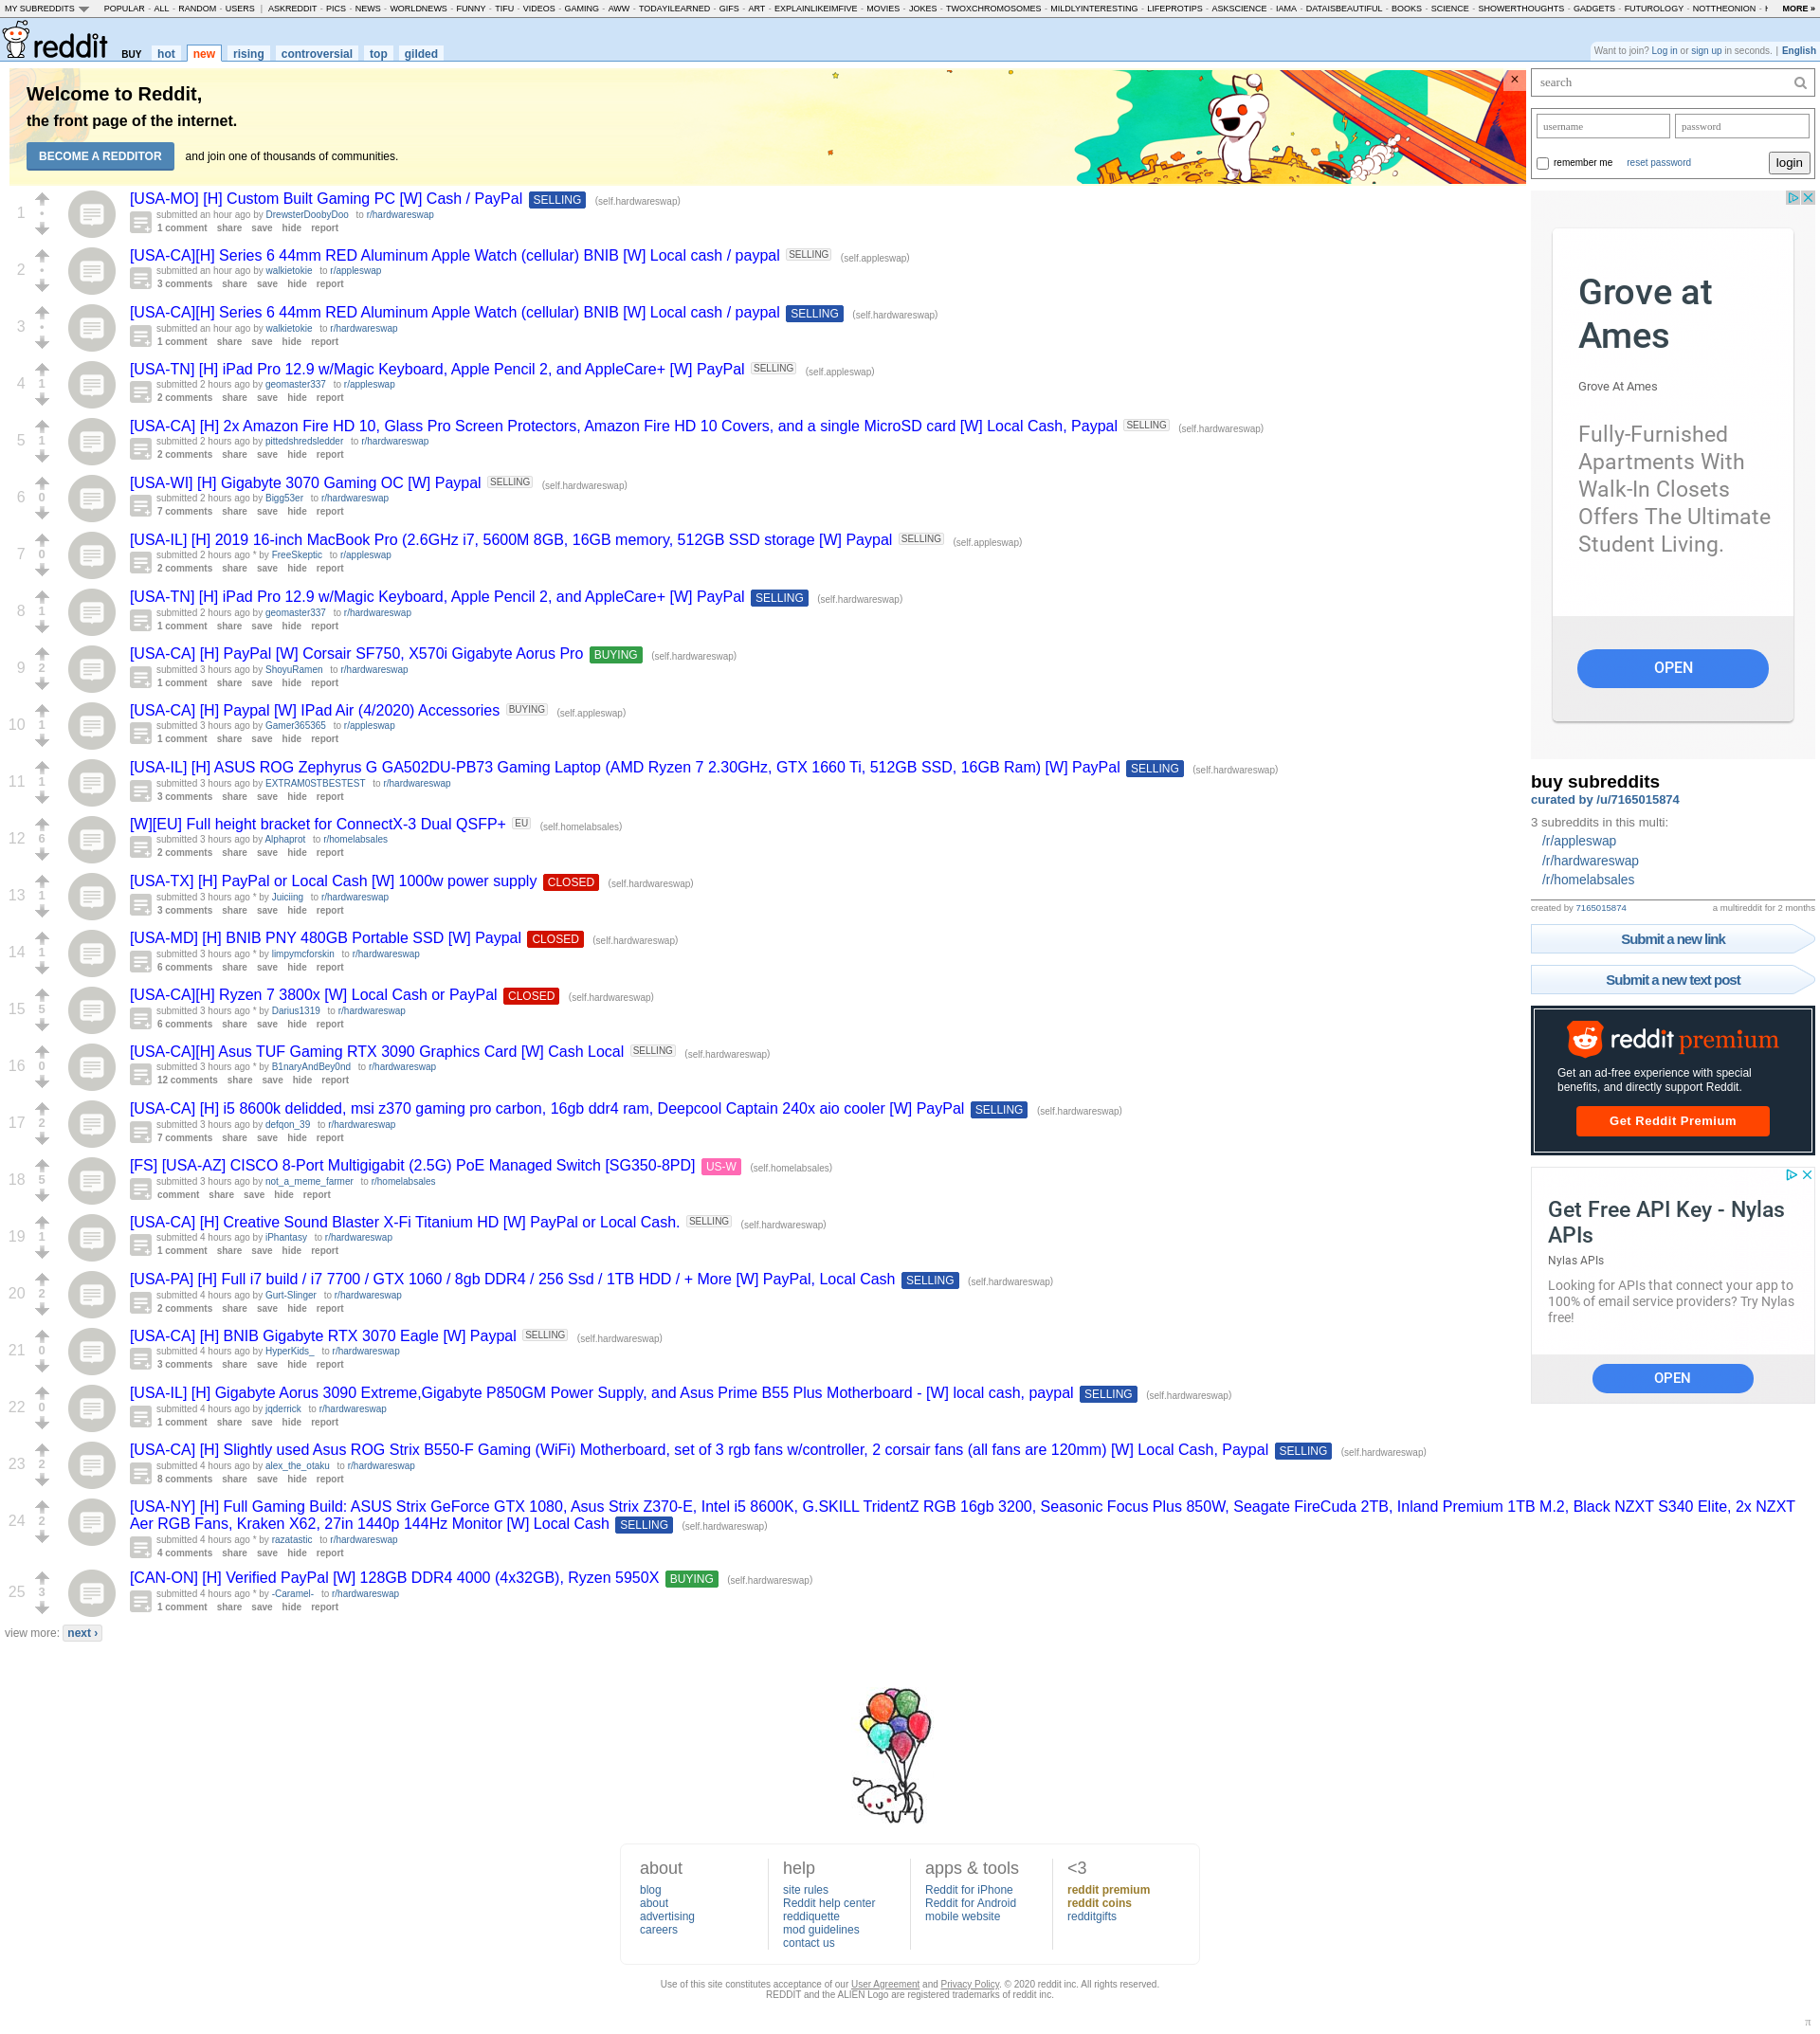 MY SUBREDDITS POPULAR - ALL - RANDOM - USERS | ASKREDDIT - PICS - NEWS - WORLDNEWS - FUNNY - TIFU - VIDEOS - GAMING - AWW - TODAYILEARNED - GIFS - ART - EXPLAINLIKEIMFIVE - MOVIES - JOKES - TWOXCHROMOSOMES - MILDLYINTERESTING - LIFEPROTIPS - ASKSCIENCE - IAMA - DATAISBEAUTIFUL - BOOKS - SCIENCE - SHOWERTHOUGHTS - GADGETS - FUTUROLOGY - NOTTHEONION - MORE »
reddit BUY hot new rising controversial top gilded
Want to join? Log in or sign up in seconds. | English
Welcome to Reddit,
the front page of the internet.
BECOME A REDDITOR and join one of thousands of communities.
×
1
[USA-MO] [H] Custom Built Gaming PC [W] Cash / PayPal SELLING (self.hardwareswap)
submitted an hour ago by DrewsterDoobyDoo to r/hardwareswap
1 comment share save hide report
2
[USA-CA][H] Series 6 44mm RED Aluminum Apple Watch (cellular) BNIB [W] Local cash / paypal SELLING (self.appleswap)
submitted an hour ago by walkietokie to r/appleswap
3 comments share save hide report
3
[USA-CA][H] Series 6 44mm RED Aluminum Apple Watch (cellular) BNIB [W] Local cash / paypal SELLING (self.hardwareswap)
submitted an hour ago by walkietokie to r/hardwareswap
1 comment share save hide report
4 1
[USA-TN] [H] iPad Pro 12.9 w/Magic Keyboard, Apple Pencil 2, and AppleCare+ [W] PayPal SELLING (self.appleswap)
submitted 2 hours ago by geomaster337 to r/appleswap
2 comments share save hide report
5 1
[USA-CA] [H] 2x Amazon Fire HD 10, Glass Pro Screen Protectors, Amazon Fire HD 10 Covers, and a single MicroSD card [W] Local Cash, Paypal SELLING (self.hardwareswap)
submitted 2 hours ago by pittedshredsledder to r/hardwareswap
2 comments share save hide report
6 0
[USA-WI] [H] Gigabyte 3070 Gaming OC [W] Paypal SELLING (self.hardwareswap)
submitted 2 hours ago by Bigg53er to r/hardwareswap
7 comments share save hide report
7 0
[USA-IL] [H] 2019 16-inch MacBook Pro (2.6GHz i7, 5600M 8GB, 16GB memory, 512GB SSD storage [W] Paypal SELLING (self.appleswap)
submitted 2 hours ago * by FreeSkeptic to r/appleswap
2 comments share save hide report
8 1
[USA-TN] [H] iPad Pro 12.9 w/Magic Keyboard, Apple Pencil 2, and AppleCare+ [W] PayPal SELLING (self.hardwareswap)
submitted 2 hours ago by geomaster337 to r/hardwareswap
1 comment share save hide report
9 2
[USA-CA] [H] PayPal [W] Corsair SF750, X570i Gigabyte Aorus Pro BUYING (self.hardwareswap)
submitted 3 hours ago by ShoyuRamen to r/hardwareswap
1 comment share save hide report
10 1
[USA-CA] [H] Paypal [W] IPad Air (4/2020) Accessories BUYING (self.appleswap)
submitted 3 hours ago by Gamer365365 to r/appleswap
1 comment share save hide report
11 1
[USA-IL] [H] ASUS ROG Zephyrus G GA502DU-PB73 Gaming Laptop (AMD Ryzen 7 2.30GHz, GTX 1660 Ti, 512GB SSD, 16GB Ram) [W] PayPal SELLING (self.hardwareswap)
submitted 3 hours ago by EXTRAM0STBESTEST to r/hardwareswap
3 comments share save hide report
12 6
[W][EU] Full height bracket for ConnectX-3 Dual QSFP+ EU (self.homelabsales)
submitted 3 hours ago by Alphaprot to r/homelabsales
2 comments share save hide report
13 1
[USA-TX] [H] PayPal or Local Cash [W] 1000w power supply CLOSED (self.hardwareswap)
submitted 3 hours ago * by Juiciing to r/hardwareswap
3 comments share save hide report
14 1
[USA-MD] [H] BNIB PNY 480GB Portable SSD [W] Paypal CLOSED (self.hardwareswap)
submitted 3 hours ago * by limpymcforskin to r/hardwareswap
6 comments share save hide report
15 5
[USA-CA][H] Ryzen 7 3800x [W] Local Cash or PayPal CLOSED (self.hardwareswap)
submitted 3 hours ago * by Darius1319 to r/hardwareswap
6 comments share save hide report
16 0
[USA-CA][H] Asus TUF Gaming RTX 3090 Graphics Card [W] Cash Local SELLING (self.hardwareswap)
submitted 3 hours ago * by B1naryAndBey0nd to r/hardwareswap
12 comments share save hide report
17 2
[USA-CA] [H] i5 8600k delidded, msi z370 gaming pro carbon, 16gb ddr4 ram, Deepcool Captain 240x aio cooler [W] PayPal SELLING (self.hardwareswap)
submitted 3 hours ago by defqon_39 to r/hardwareswap
7 comments share save hide report
18 5
[FS] [USA-AZ] CISCO 8-Port Multigigabit (2.5G) PoE Managed Switch [SG350-8PD] US-W (self.homelabsales)
submitted 3 hours ago by not_a_meme_farmer to r/homelabsales
comment share save hide report
19 1
[USA-CA] [H] Creative Sound Blaster X-Fi Titanium HD [W] PayPal or Local Cash. SELLING (self.hardwareswap)
submitted 4 hours ago by iPhantasy to r/hardwareswap
1 comment share save hide report
20 2
[USA-PA] [H] Full i7 build / i7 7700 / GTX 1060 / 8gb DDR4 / 256 Ssd / 1TB HDD / + More [W] PayPal, Local Cash SELLING (self.hardwareswap)
submitted 4 hours ago by Gurt-Slinger to r/hardwareswap
2 comments share save hide report
21 0
[USA-CA] [H] BNIB Gigabyte RTX 3070 Eagle [W] Paypal SELLING (self.hardwareswap)
submitted 4 hours ago by HyperKids_ to r/hardwareswap
3 comments share save hide report
22 0
[USA-IL] [H] Gigabyte Aorus 3090 Extreme,Gigabyte P850GM Power Supply, and Asus Prime B55 Plus Motherboard - [W] local cash, paypal SELLING (self.hardwareswap)
submitted 4 hours ago by jqderrick to r/hardwareswap
1 comment share save hide report
23 2
[USA-CA] [H] Slightly used Asus ROG Strix B550-F Gaming (WiFi) Motherboard, set of 3 rgb fans w/controller, 2 corsair fans (all fans are 120mm) [W] Local Cash, Paypal SELLING (self.hardwareswap)
submitted 4 hours ago by alex_the_otaku to r/hardwareswap
8 comments share save hide report
24 2
[USA-NY] [H] Full Gaming Build: ASUS Strix GeForce GTX 1080, Asus Strix Z370-E, Intel i5 8600K, G.SKILL TridentZ RGB 16gb 3200, Seasonic Focus Plus 850W, Seagate FireCuda 2TB, Inland Premium 1TB M.2, Black NZXT S340 Elite, 2x NZXT
Aer RGB Fans, Kraken X62, 27in 1440p 144Hz Monitor [W] Local Cash SELLING (self.hardwareswap)
submitted 4 hours ago * by razatastic to r/hardwareswap
4 comments share save hide report
25 3
[CAN-ON] [H] Verified PayPal [W] 128GB DDR4 4000 (4x32GB), Ryzen 5950X BUYING (self.hardwareswap)
submitted 4 hours ago * by -Caramel- to r/hardwareswap
1 comment share save hide report
view more: next ›
search
username password
remember me reset password login
Grove at
Ames
Grove At Ames
Fully-Furnished
Apartments With
Walk-In Closets
Offers The Ultimate
Student Living.
OPEN
buy subreddits
curated by /u/7165015874
3 subreddits in this multi:
/r/appleswap
/r/hardwareswap
/r/homelabsales
created by 7165015874 a multireddit for 2 months
Submit a new link
Submit a new text post
reddit premium
Get an ad-free experience with special
benefits, and directly support Reddit.
Get Reddit Premium
Get Free API Key - Nylas
APIs
Nylas APIs
Looking for APIs that connect your app to
100% of email service providers? Try Nylas
free!
OPEN
about
blog
about
advertising
careers
help
site rules
Reddit help center
reddiquette
mod guidelines
contact us
apps & tools
Reddit for iPhone
Reddit for Android
mobile website
<3
reddit premium
reddit coins
redditgifts
Use of this site constitutes acceptance of our User Agreement and Privacy Policy. © 2020 reddit inc. All rights reserved.
REDDIT and the ALIEN Logo are registered trademarks of reddit inc.
π